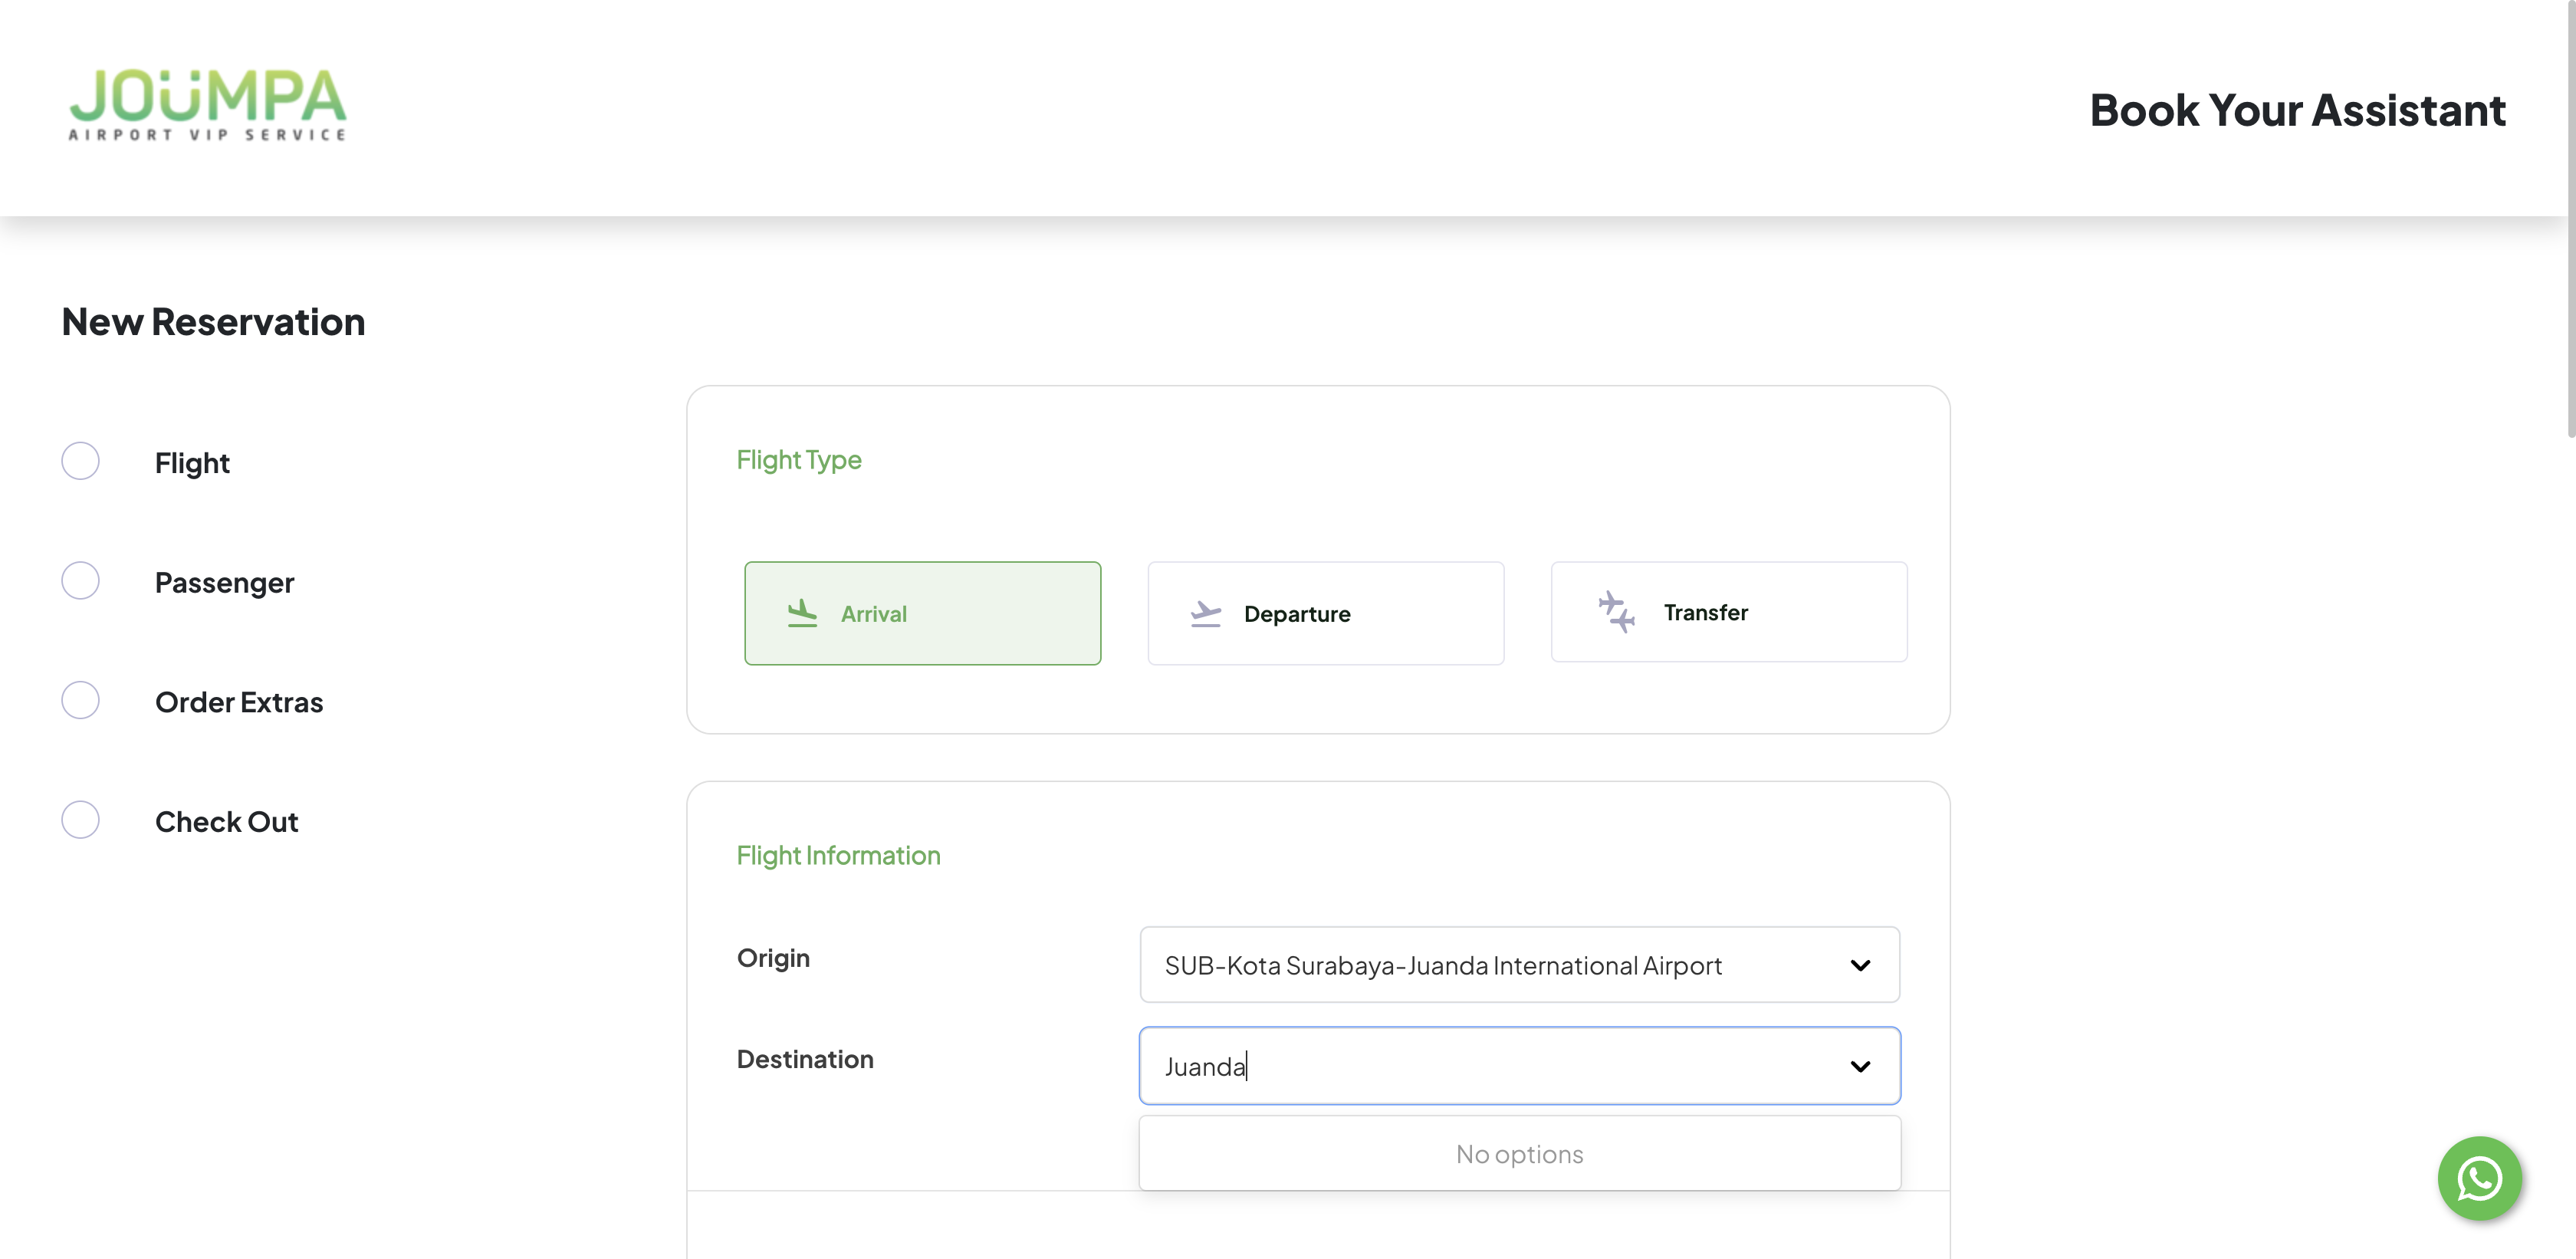 JOÜMPA
AIRPORT VIP SERVICE
Book Your Assistant
New Reservation
Flight
Passenger
Order Extras
Check Out
Flight Type
Arrival
Departure
Transfer
Flight Information
Origin
SUB-Kota Surabaya-Juanda International Airport
Destination
Juanda
No options